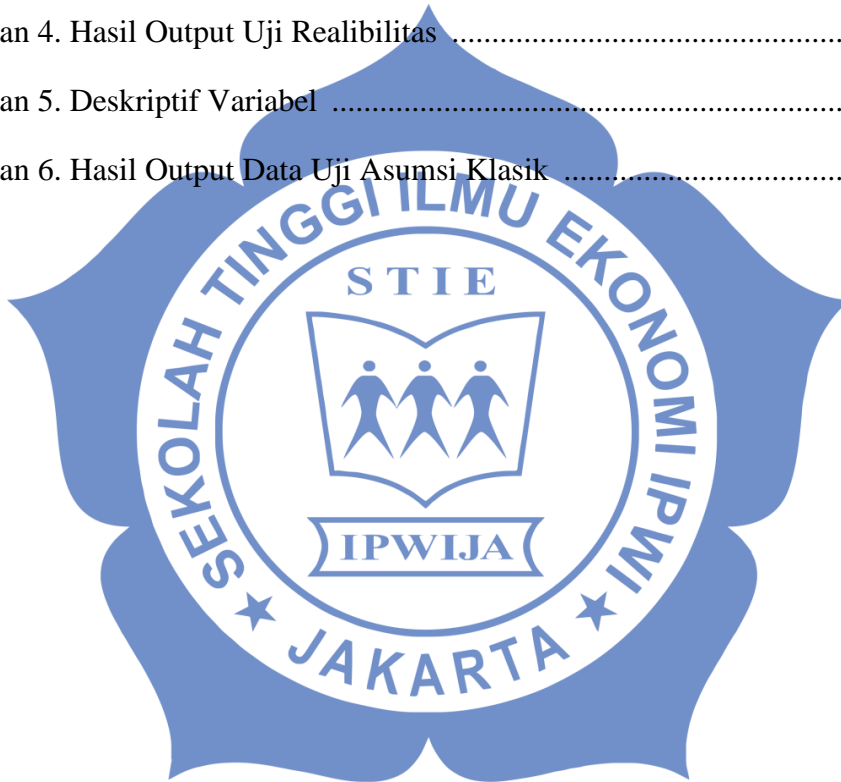 an 4. Hasil Output Uji Realibilitas ................................................
an 5. Deskriptif Variabel ...............................................................
an 6. Hasil Output Data Uji Asumsi Klasik ...................................
SEKOLAH TINGGI ILMU EKONOMI IPWI
STIE
IPWIJA
JAKARTA